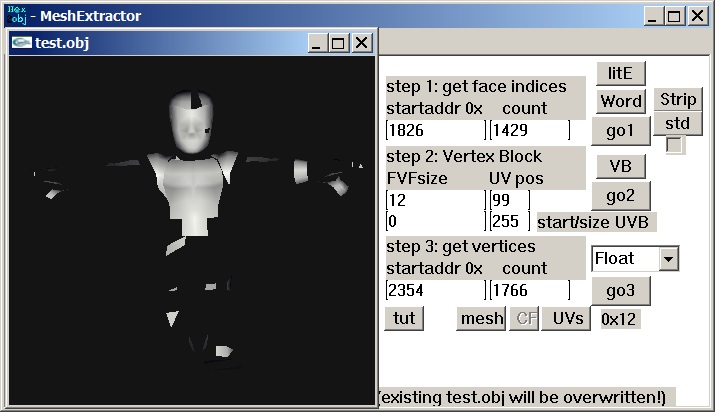 Hex
obj - MeshExtractor
test.obj
step 1: get face indices
startaddr 0x count
1826 1429
litE
Word
go1
Strip
std
step 2: Vertex Block
FVFsize UV pos
12 99
0 255 start/size UVB
VB
go2
step 3: get vertices
startaddr 0x count
2354 1766
Float
go3
tut mesh CF UVs 0x12
(existing test.obj will be overwritten!)